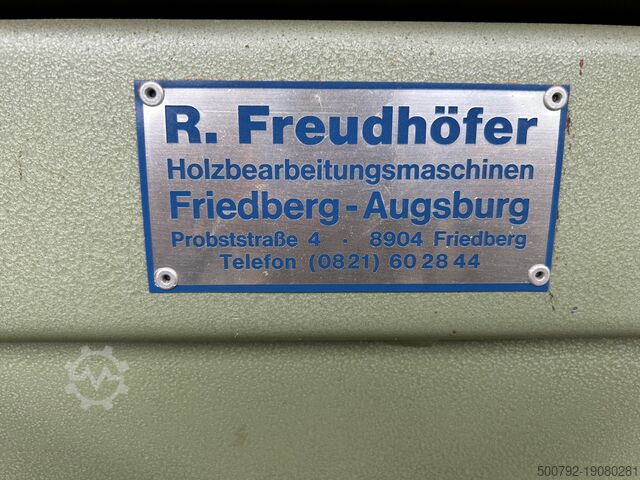 R. Freudhöfer
Holzbearbeitungsmaschinen
Friedberg-Augsburg
Probststraße 4 · 8904 Friedberg
Telefon (0821) 60 28 44
500792-19080281